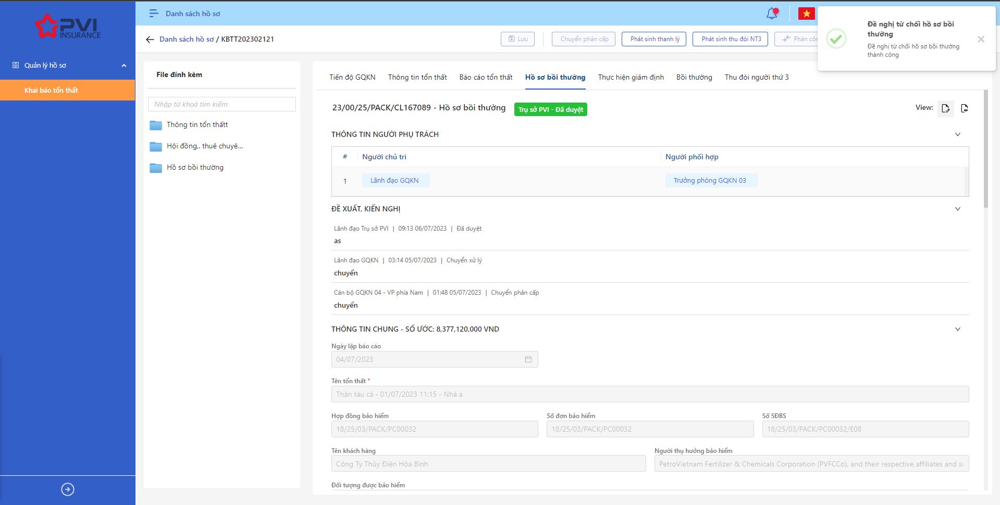 PVI
INSURANCE
Quản lý hồ sơ
Khai báo tổn thất
Danh sách hồ sơ
Danh sách hồ sơ / KBTT202302121
Lưu
Chuyển phân cấp
Phát sinh thanh lý
Phát sinh thu đòi NT3
Đề nghị từ chối hồ sơ bồi
thường
Đề nghị từ chối hồ sơ bồi thường
thành công
File đính kèm
Nhập từ khoá tìm kiếm
Thông tin tổn thấtt
Hội đồng,. thuê chuyê...
Hồ sơ bồi thường
Tiến độ GQKN
Thông tin tổn thất
Báo cáo tổn thất
Hồ sơ bồi thường
Thực hiện giám định
Bồi thường
Thu đòi người thứ 3
23/00/25/PACK/CL167089 - Hồ sơ bồi thường
Trụ sở PVI - Đã duyệt
View:
THÔNG TIN NGƯỜI PHỤ TRÁCH
# Người chủ trì Người phối hợp
1 Lãnh đạo GQKN Trưởng phòng GQKN 03
ĐỀ XUẤT, KIẾN NGHỊ
Lãnh đạo Trụ sở PVI | 09:13 06/07/2023 | Đã duyệt
as
Lãnh đạo GQKN | 03:14 05/07/2023 | Chuyển xử lý
chuyển
Cán bộ GQKN 04 - VP phía Nam | 01:48 05/07/2023 | Chuyển phân cấp
chuyển
THÔNG TIN CHUNG - SỐ ƯỚC: 8,377,120,000 VND
Ngày lập báo cáo
04/07/2023
Tên tổn thất *
Thân tàu cá - 01/07/2023 11:15 - Nhà a
Hợp đồng bảo hiểm
18/25/03/PACK/PC00032
Số đơn bảo hiểm
18/25/03/PACK/PC00032
Số SĐBS
18/25/03/PACK/PC00032/E08
Tên khách hàng
Công Ty Thủy Điện Hòa Bình
Người thụ hưởng bảo hiểm
PetroVietnam Fertilizer & Chemicals Corporation (PVFCCo), and their respective affiliates and
Đối tượng được bảo hiểm